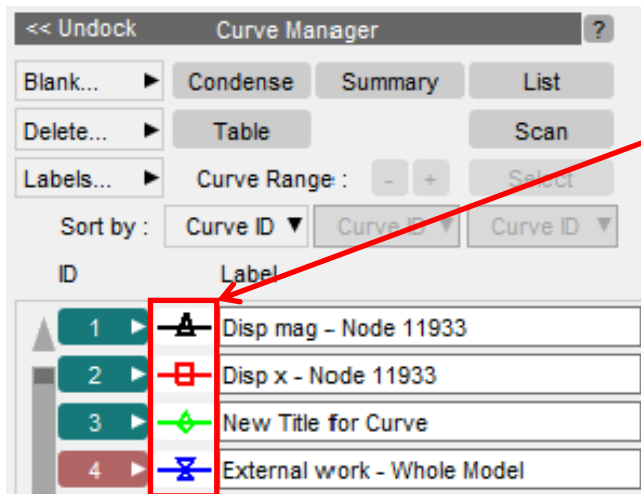 << Undock Curve Manager ?
Blank... ▶ Condense Summary List
Delete... ▶ Table Scan
Labels... ▶ Curve Range : - + Select
Sort by : Curve ID ▼ Curve ID ▼ Curve ID ▼
ID Label
1 Disp mag - Node 11933
2 Disp x - Node 11933
3 New Title for Curve
4 External work - Whole Model